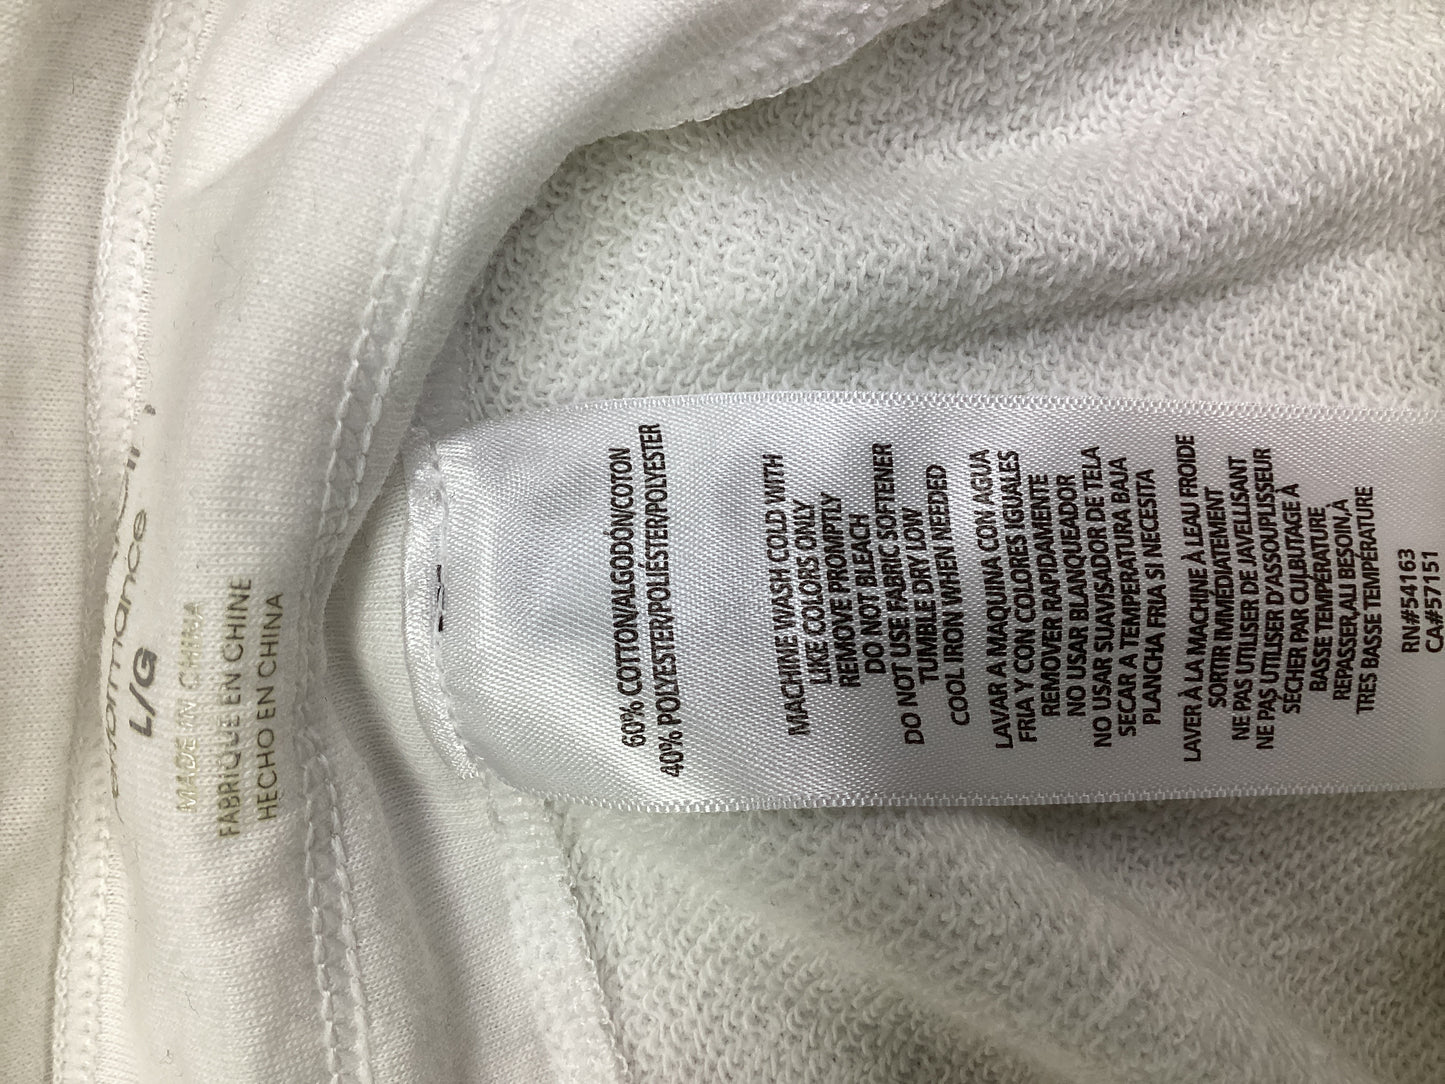 performance
L/G
MADE IN CHINA
FABRIQUÉ EN CHINE
HECHO EN CHINA
60% COTTON/ALGODÓN/COTON
40% POLYESTER/POLIÉSTER/POLYESTER
MACHINE WASH COLD WITH
LIKE COLORS ONLY
REMOVE PROMPTLY
DO NOT BLEACH
DO NOT USE FABRIC SOFTENER
TUMBLE DRY LOW
COOL IRON WHEN NEEDED
LAVAR A MAQUINA CON AGUA
FRIA Y CON COLORES IGUALES
REMOVER RAPIDAMENTE
NO USAR BLANQUEADOR
NO USAR SUAVISADOR DE TELA
SECAR A TEMPERATURA BAJA
PLANCHA FRIA SI NECESITA
LAVER À LA MACHINE À LEAU FROIDE
SORTIR IMMÉDIATEMENT
NE PAS UTILISER DE JAVELLISANT
NE PAS UTILISER D'ASSOUPLISSEUR
SÉCHER PAR CULBUTAGE À
BASSE TEMPÉRATURE
REPASSER,ALI BESOIN,À
TRES BASSE TEMPÉRATURE
RN#54163
CA#57151